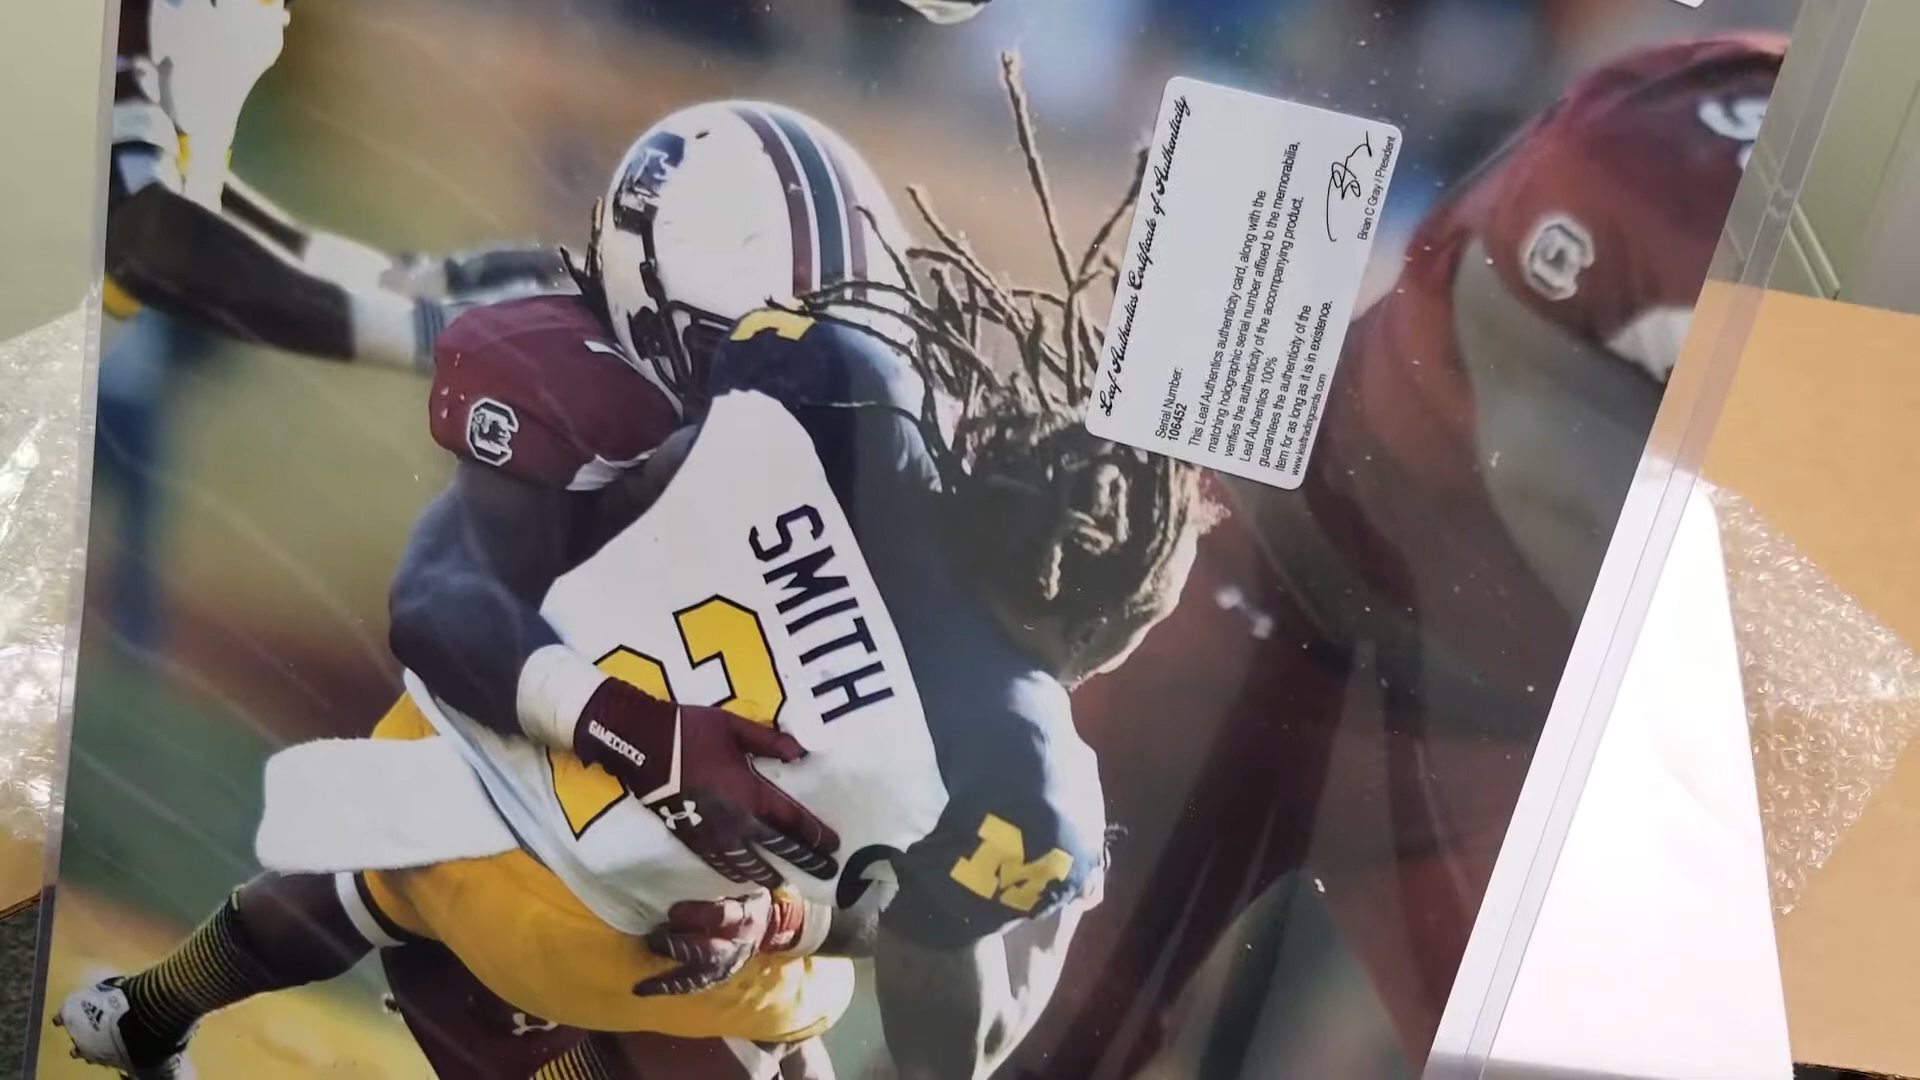 Leaf Authentics Certificate of Authenticity
Serial Number:
106452
This Leaf Authentics authenticity card, along with the
matching holographic serial number affixed to the memorabilia,
verifies the authenticity of the accompanying product.
Leaf Authentics 100%
guarantees the authenticity of the
item for as long as it is in existence.
www.leaftradingcards.com
Brian C Gray / President
SMITH
2
GAMECOCKS
M
C
C
adidas